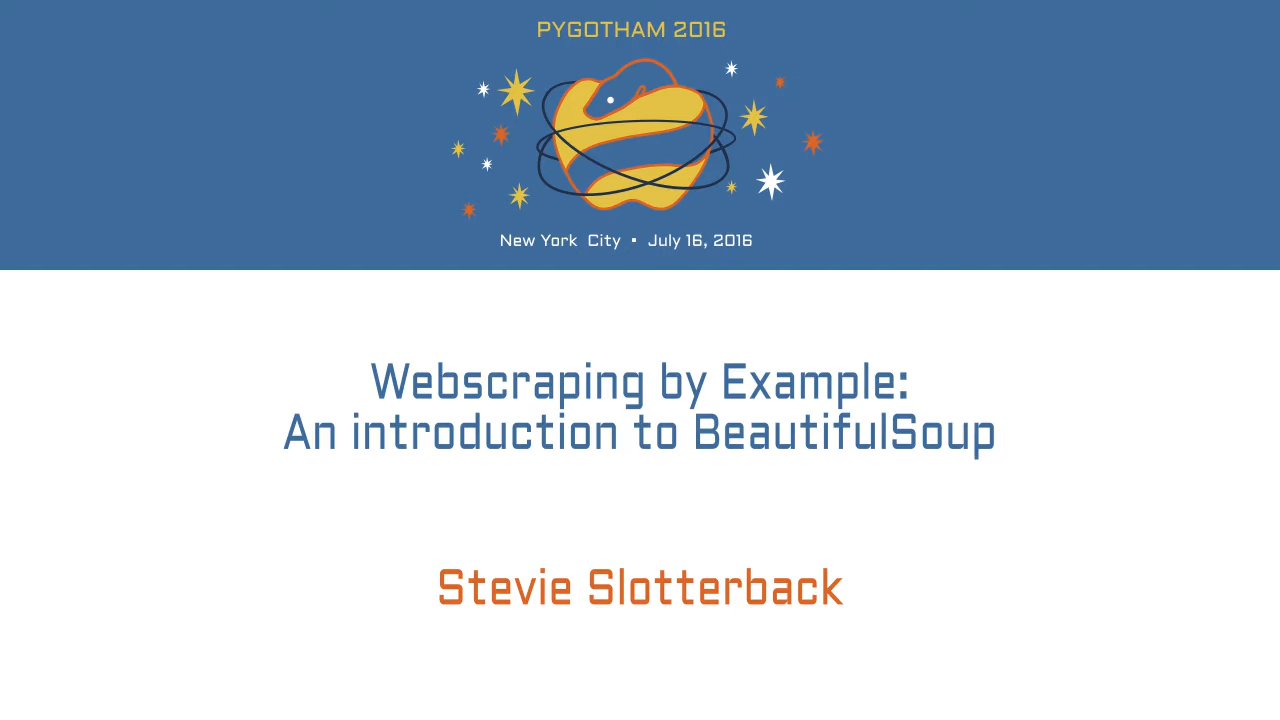 PYGOTHAM 2016
New York City • July 16, 2016
Webscraping by Example:
An introduction to BeautifulSoup
Stevie Slotterback